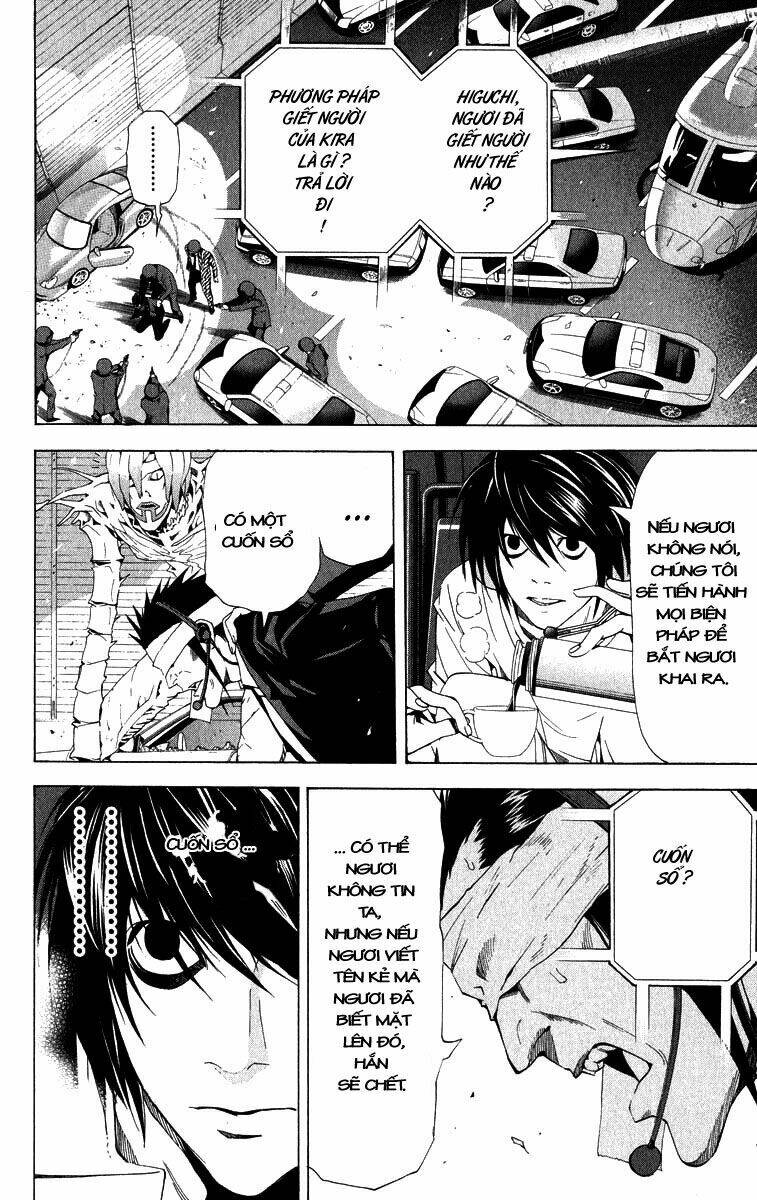 HIGUCHI,
NGƯƠI ĐÃ
GIẾT NGƯỜI
NHƯ THẾ
NÀO
?
PHƯƠNG PHÁP
GIẾT NGƯỜI
CỦA KIRA
LÀ GÌ?
TRẢ LỜI
ĐI
!
.........
NẾU NGƯƠI
KHÔNG NÓI,
CHÚNG TÔI
SẼ TIẾN HÀNH
MỌI BIỆN
PHÁP ĐỂ
BẮT NGƯƠI
KHAI RA.
...
CÓ MỘT
CUỐN SỔ
CUỐN
SỔ?
... CÓ THỂ
NGƯƠI
KHÔNG TIN
TA,
NHƯNG NẾU
NGƯƠI VIẾT
TÊN KẺ MÀ
NGƯƠI ĐÃ
BIẾT MẶT
LÊN ĐÓ,
HẮN
SẼ CHẾT.
CUỐN SỔ ...